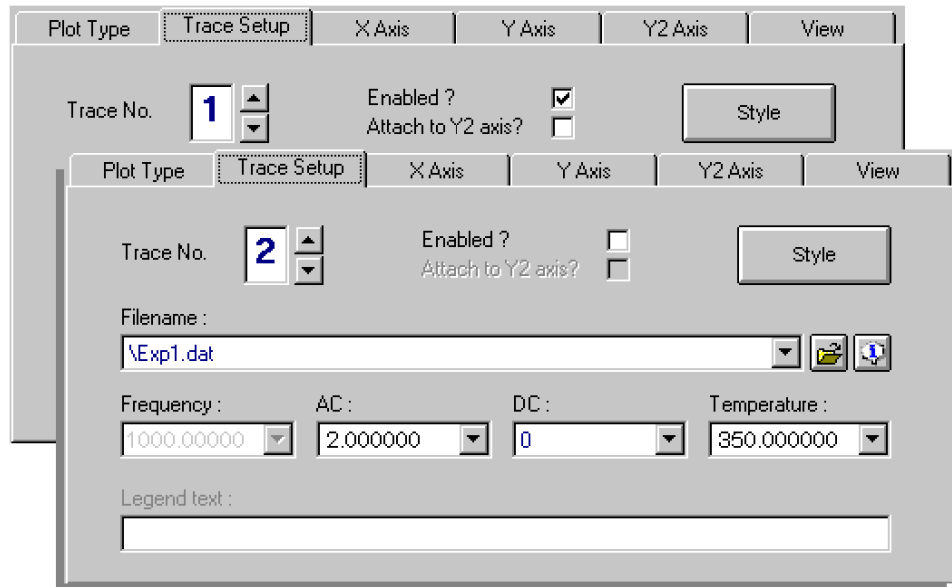 Plot Type Trace Setup X Axis Y Axis Y2 Axis View
Trace No. 1 Enabled ? Style
Attach to Y2 axis?
Plot Type Trace Setup X Axis Y Axis Y2 Axis View
Trace No. 2 Enabled ? Style
Attach to Y2 axis?
Filename :
\Exp1.dat
Frequency : AC : DC : Temperature :
1000.00000 2.000000 0 350.000000
Legend text :